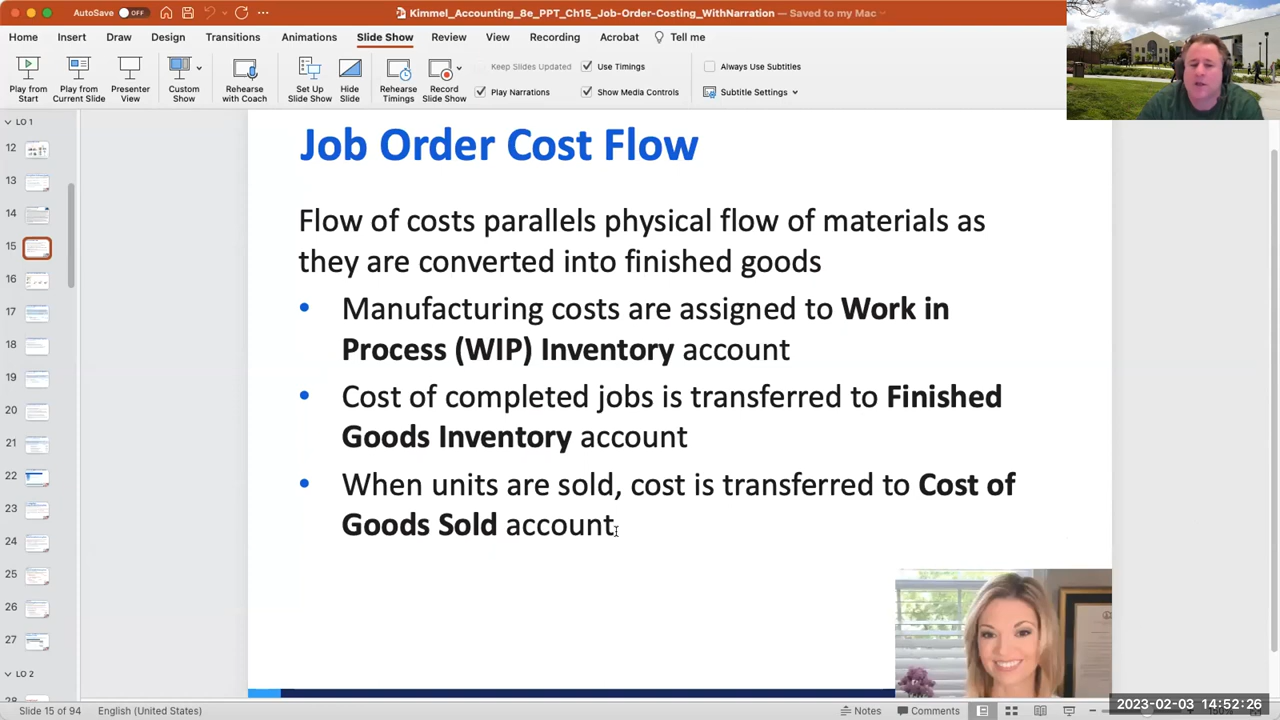 AutoSave OFF
Kimmel_Accounting_8e_PPT_Ch15_Job-Order-Costing_WithNarration — Saved to my Mac
Home Insert Draw Design Transitions Animations Slide Show Review View Recording Acrobat Tell me
Play from Start
Play from Current Slide
Presenter View
Custom Show
Rehearse with Coach
Set Up Slide Show
Hide Slide
Rehearse Timings
Record Slide Show
Keep Slides Updated
Play Narrations
Use Timings
Show Media Controls
Always Use Subtitles
Subtitle Settings
LO 1
12
13
14
15
16
17
18
19
20
21
22
23
24
25
26
27
LO 2
Job Order Cost Flow
Flow of costs parallels physical flow of materials as
they are converted into finished goods
• Manufacturing costs are assigned to Work in
Process (WIP) Inventory account
• Cost of completed jobs is transferred to Finished
Goods Inventory account
• When units are sold, cost is transferred to Cost of
Goods Sold account
Slide 15 of 94 English (United States) Notes Comments
2023-02-03 14:52:26